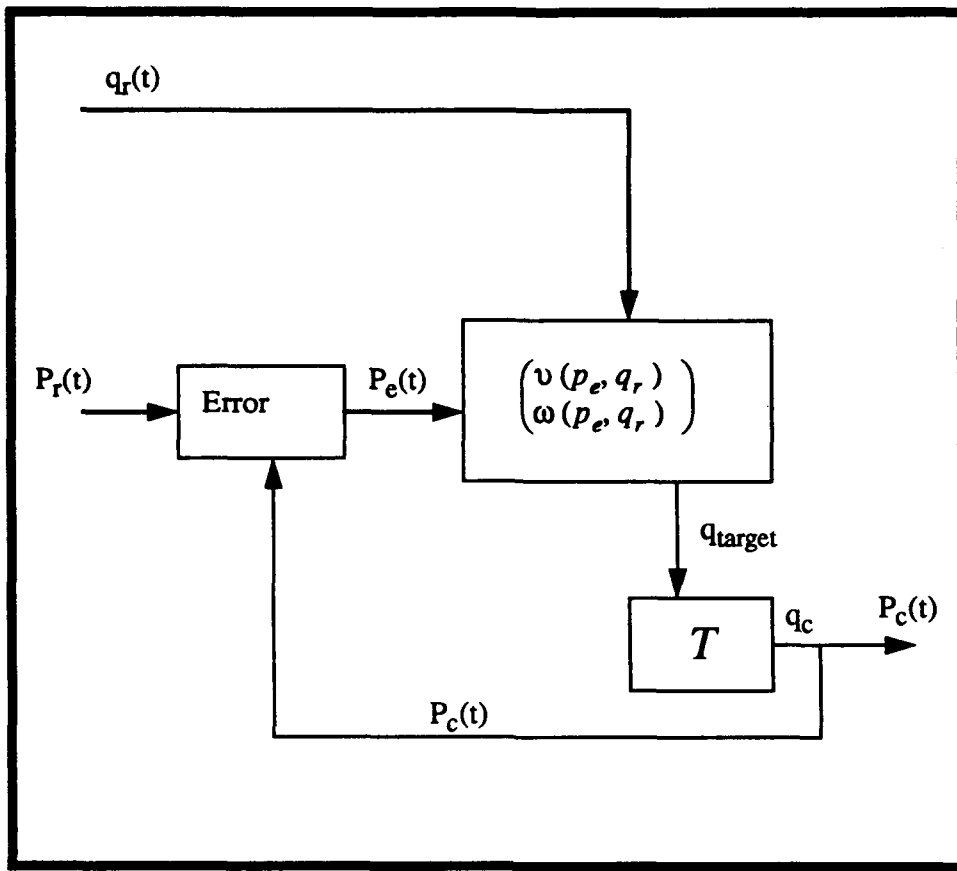 q_r(t)
P_r(t)
Error
P_e(t)
υ(p_e, q_r)
ω(p_e, q_r)
q_target
T
q_c
P_c(t)
P_c(t)